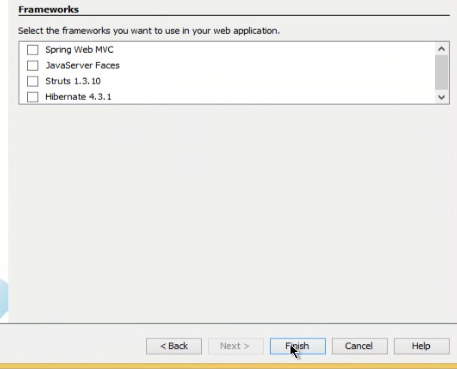 Frameworks
Select the frameworks you want to use in your web application.
Spring Web MVC
JavaServer Faces
Struts 1.3.10
Hibernate 4.3.1
< Back Next > Finish Cancel Help